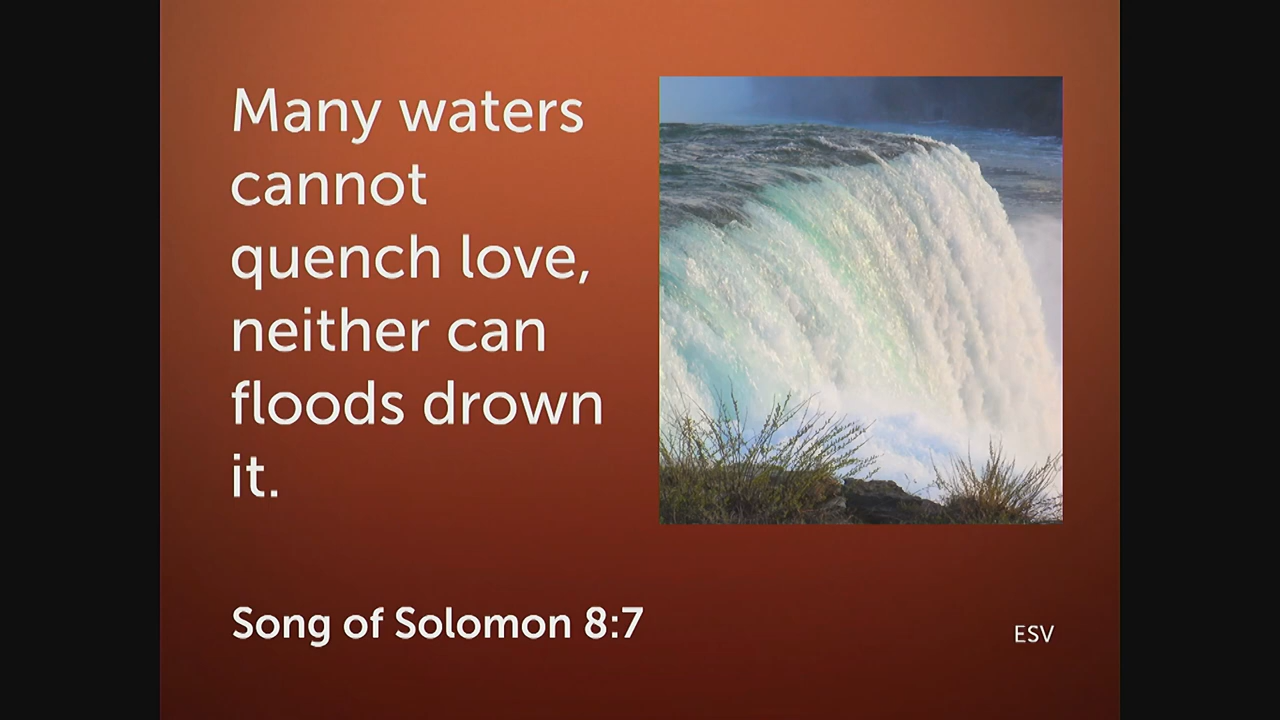 Many waters
cannot
quench love,
neither can
floods drown
it.
Song of Solomon 8:7
ESV